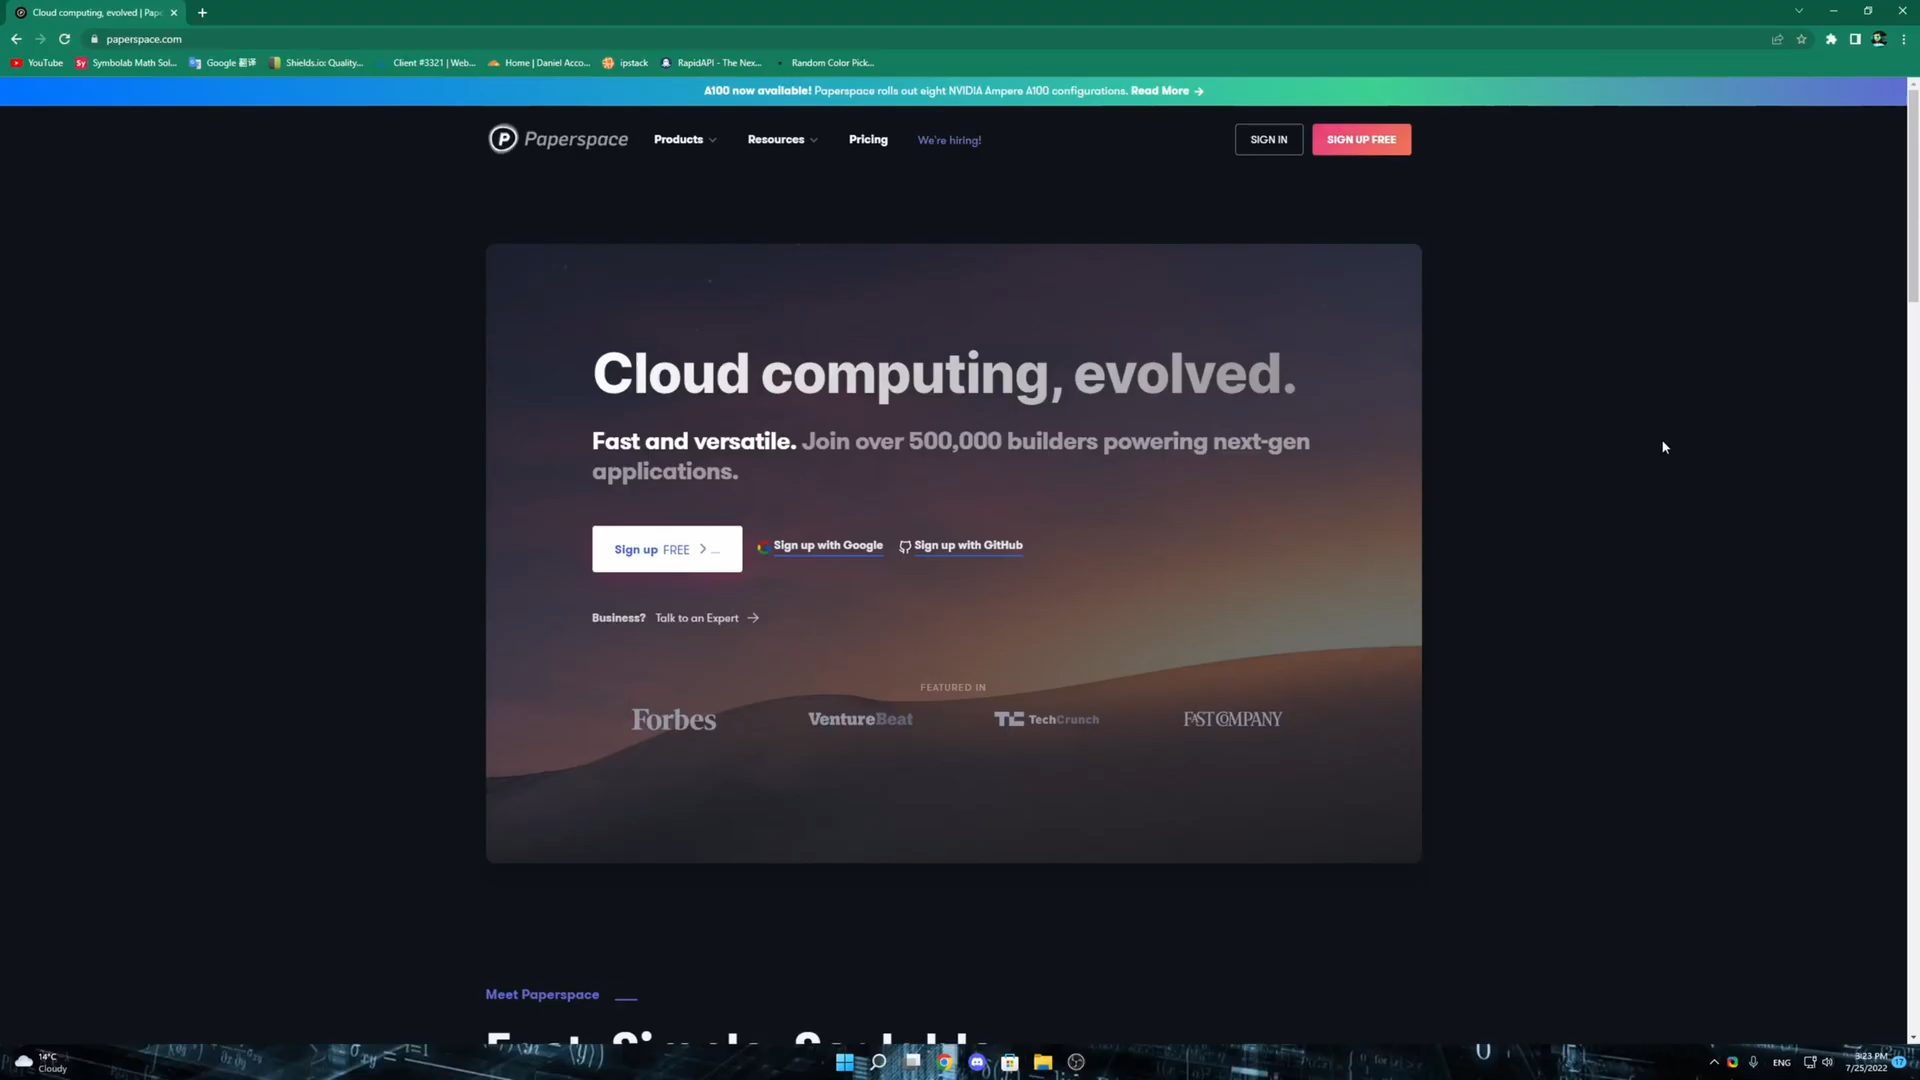 Cloud computing, evolved | Pap
paperspace.com
YouTube
Symbolab Math Sol...
Google 翻译
Shields.io: Quality...
Client #3321 | Web...
Home | Daniel Acco...
ipstack
RapidAPI - The Nex...
Random Color Pick...
A100 now available! Paperspace rolls out eight NVIDIA Ampere A100 configurations. Read More →
Paperspace
Products
Resources
Pricing
We're hiring!
SIGN IN
SIGN UP FREE
Cloud computing, evolved.
Fast and versatile. Join over 500,000 builders powering next-gen
applications.
Sign up FREE
Sign up with Google
Sign up with GitHub
Business? Talk to an Expert →
FEATURED IN
Forbes
VentureBeat
TechCrunch
FAST COMPANY
Meet Paperspace
14°C
Cloudy
ENG
3:23 PM
7/25/2022
17